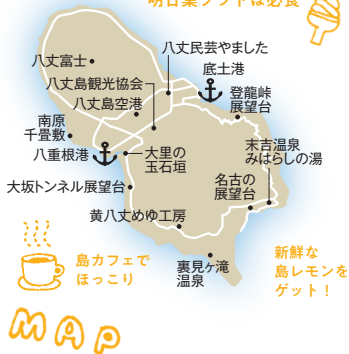 明日葉ソフトは必食
八丈民芸やました
八丈富士
底土港
八丈島観光協会
登龍峠
展望台
八丈島空港
南原
千畳敷
末吉温泉
みはらしの湯
八重根港
大里の
玉石垣
名古の
展望台
大坂トンネル展望台
黄八丈めゆ工房
島カフェで
ほっこり
裏見ヶ滝
温泉
新鮮な
島レモンを
ゲット！
MAP